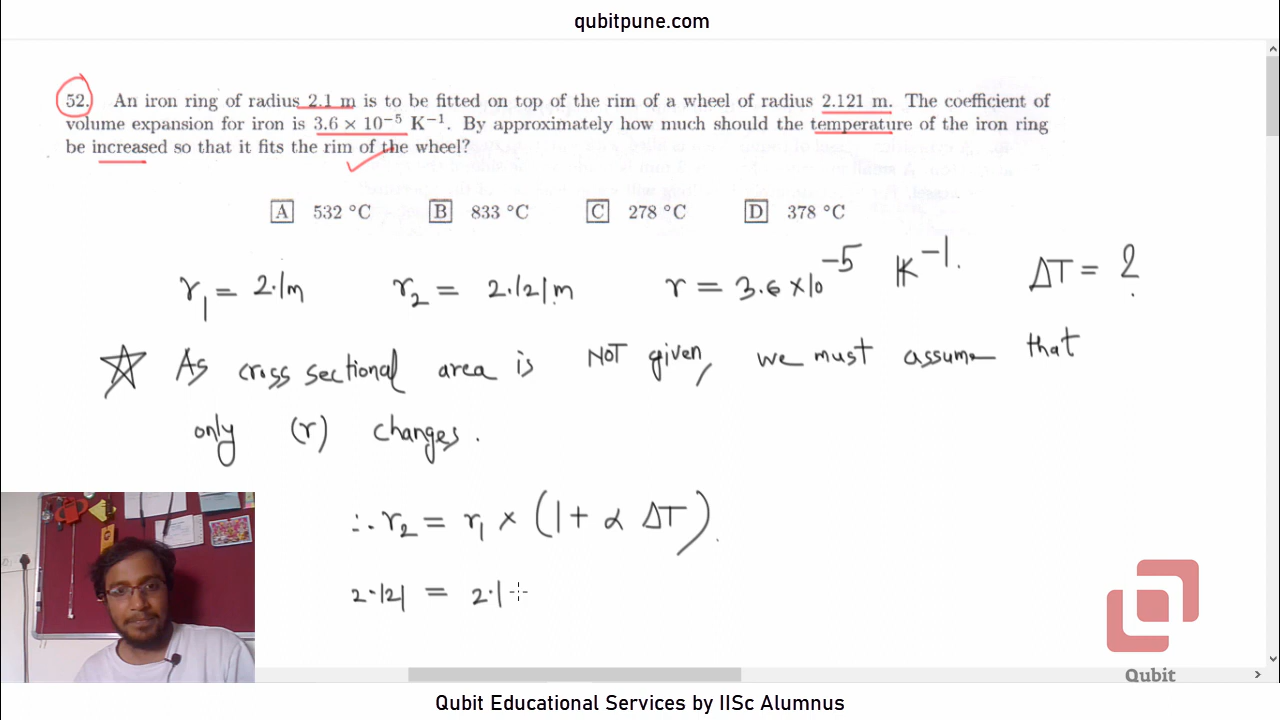 qubitpune.com
52. An iron ring of radius 2.1 m is to be fitted on top of the rim of a wheel of radius 2.121 m. The coefficient of
volume expansion for iron is 3.6 × 10⁻⁵ K⁻¹. By approximately how much should the temperature of the iron ring
be increased so that it fits the rim of the wheel?
A 532 °C B 833 °C C 278 °C D 378 °C
r₁ = 2.1m r₂ = 2.121m r = 3.6 × 10⁻⁵ K⁻¹. ΔT = ?
As cross sectional area is NOT given, we must assume that
only (r) changes.
∴ r₂ = r₁ × (1 + α ΔT).
2.121 = 2.1
Qubit
Qubit Educational Services by IISc Alumnus